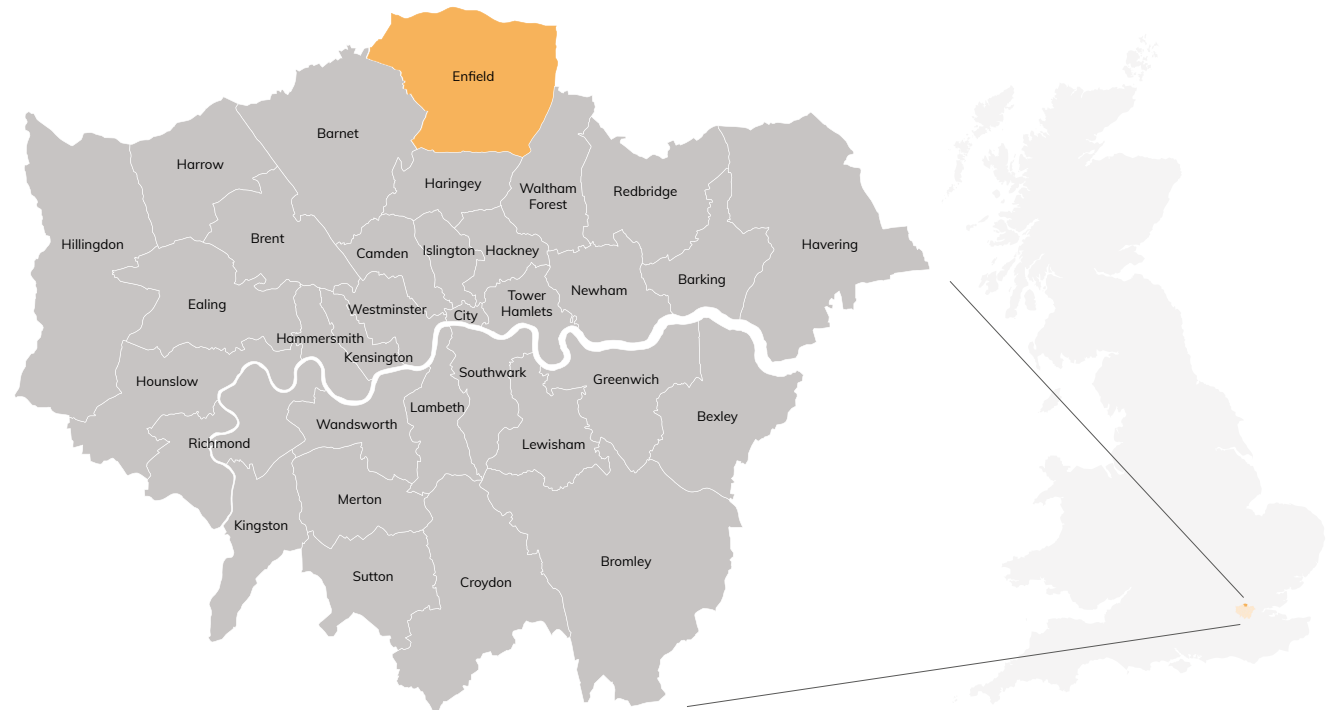 Enfield
Barnet
Harrow
Haringey
Waltham
Forest
Redbridge
Hillingdon
Brent
Camden
Islington
Hackney
Havering
Barking
Newham
Ealing
Westminster
City
Tower
Hamlets
Hammersmith
Kensington
Hounslow
Southwark
Greenwich
Lambeth
Bexley
Wandsworth
Richmond
Lewisham
Merton
Kingston
Bromley
Sutton
Croydon